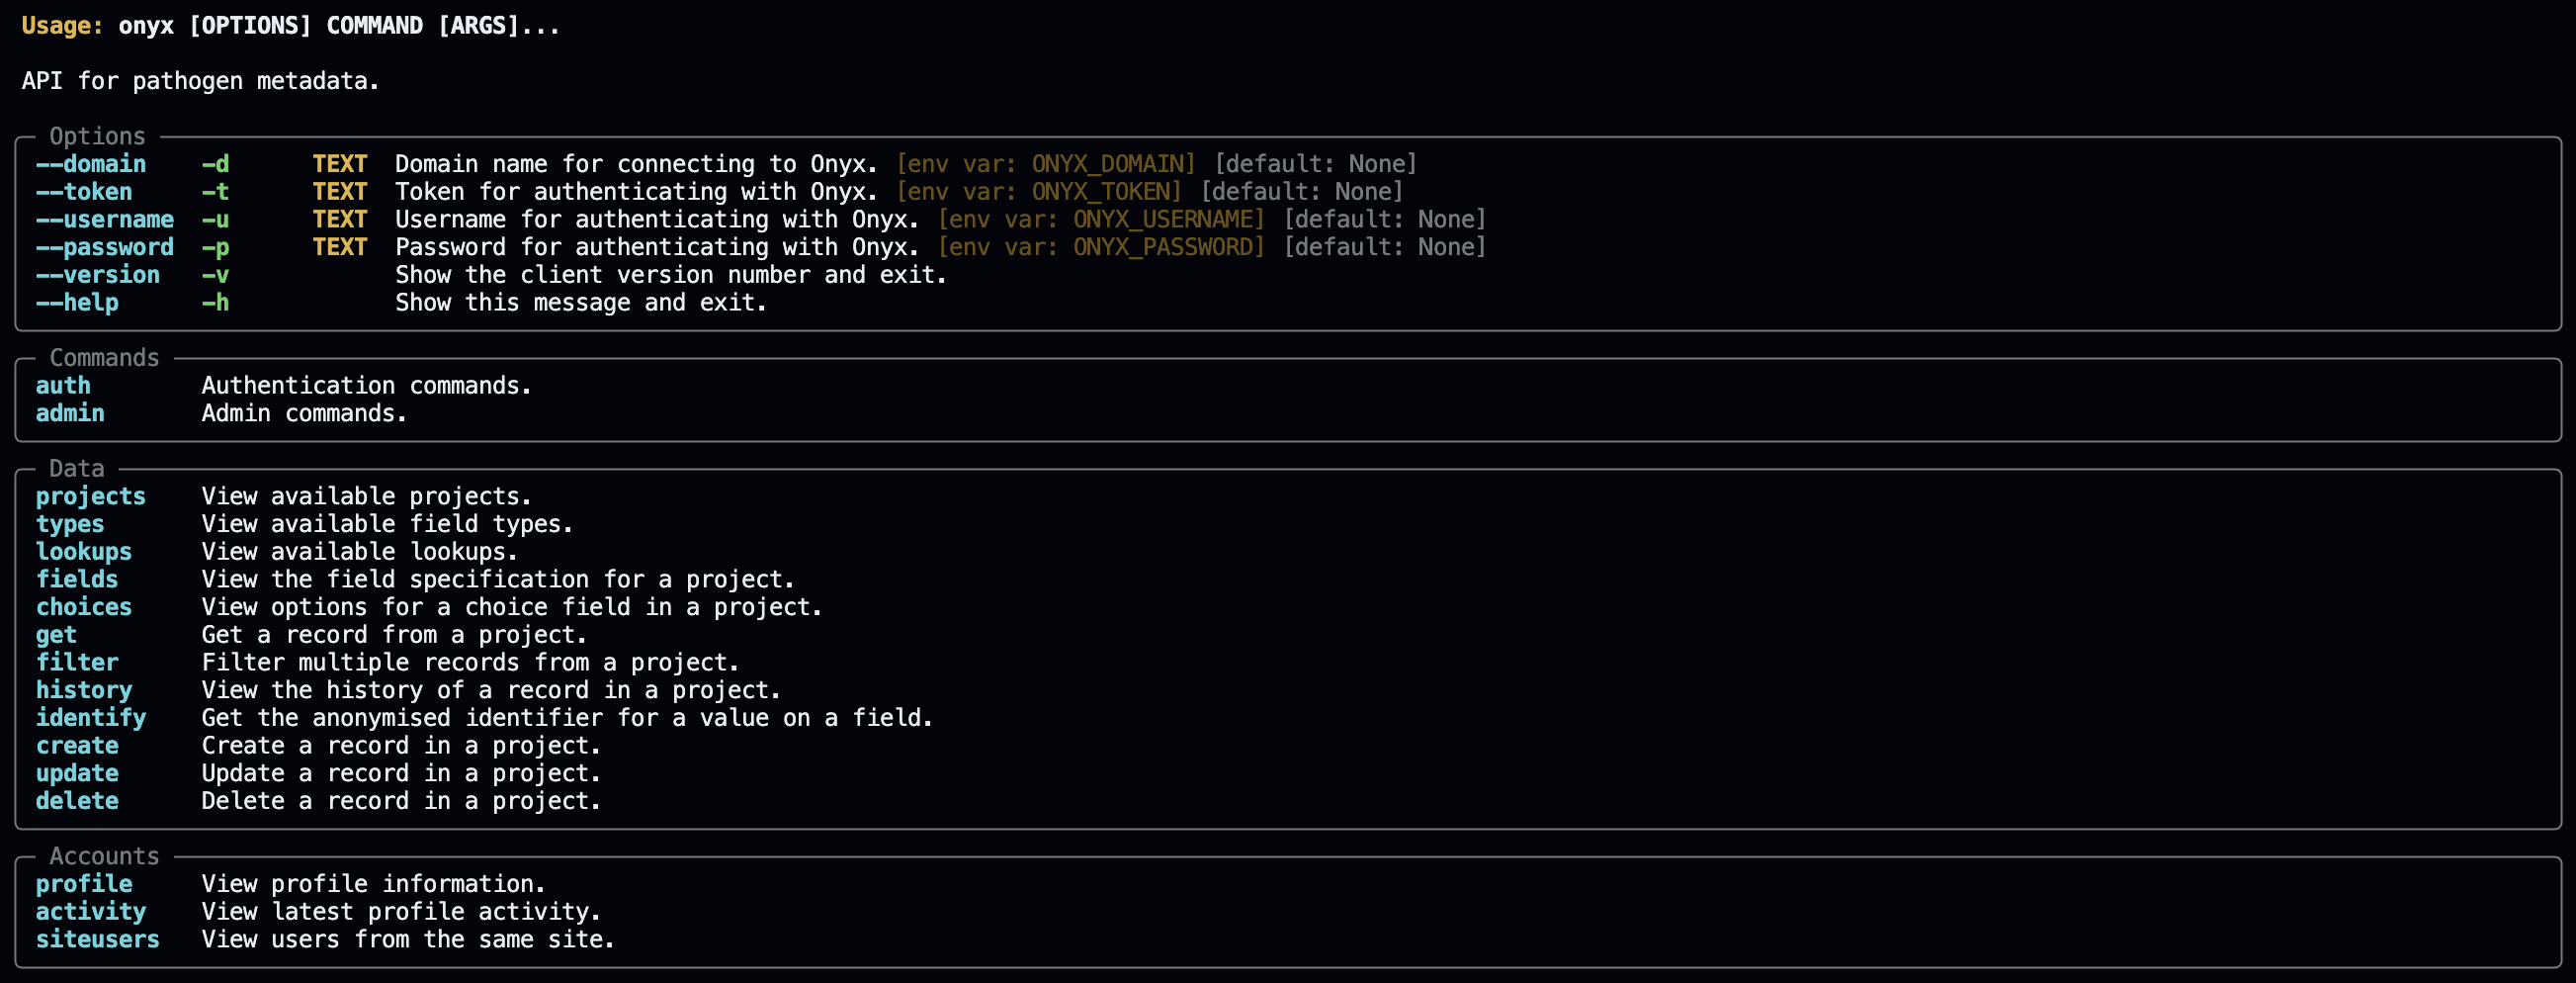 Usage: onyx [OPTIONS] COMMAND [ARGS]...
API for pathogen metadata.
Options
--domain -d TEXT Domain name for connecting to Onyx. [env var: ONYX_DOMAIN] [default: None]
--token -t TEXT Token for authenticating with Onyx. [env var: ONYX_TOKEN] [default: None]
--username -u TEXT Username for authenticating with Onyx. [env var: ONYX_USERNAME] [default: None]
--password -p TEXT Password for authenticating with Onyx. [env var: ONYX_PASSWORD] [default: None]
--version -v Show the client version number and exit.
--help -h Show this message and exit.
Commands
auth Authentication commands.
admin Admin commands.
Data
projects View available projects.
types View available field types.
lookups View available lookups.
fields View the field specification for a project.
choices View options for a choice field in a project.
get Get a record from a project.
filter Filter multiple records from a project.
history View the history of a record in a project.
identify Get the anonymised identifier for a value on a field.
create Create a record in a project.
update Update a record in a project.
delete Delete a record in a project.
Accounts
profile View profile information.
activity View latest profile activity.
siteusers View users from the same site.